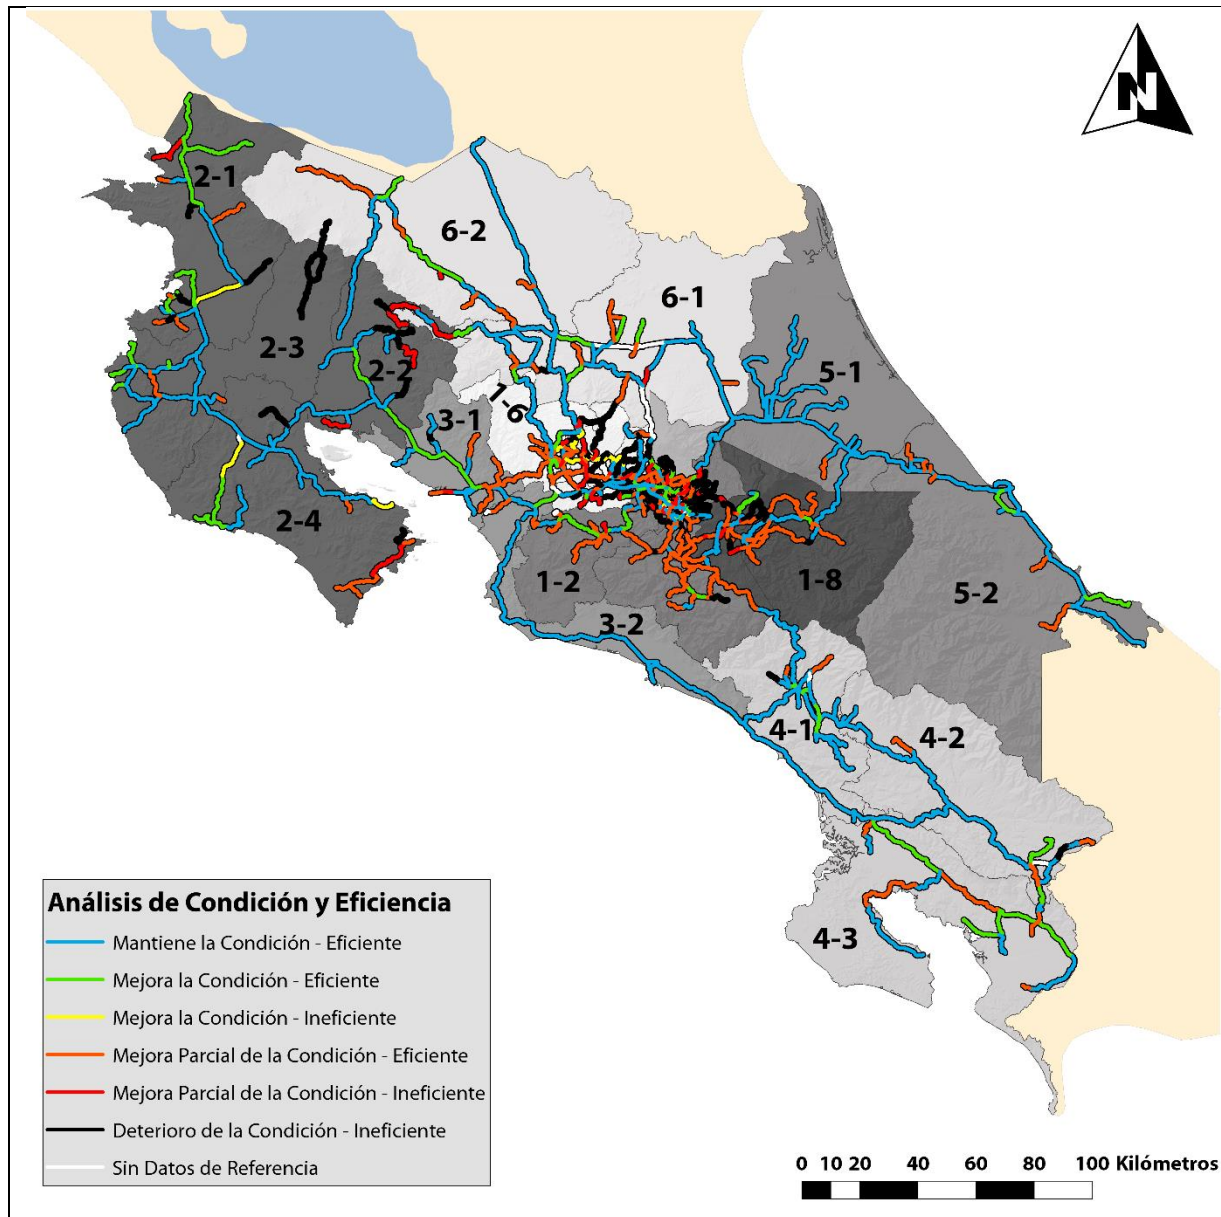 N
2-1
6-2
6-1
2-3
2-2
5-1
1-6
3-1
2-4
1-2
1-8
5-2
3-2
4-1
4-2
4-3
Análisis de Condición y Eficiencia
Mantiene la Condición - Eficiente
Mejora la Condición - Eficiente
Mejora la Condición - Ineficiente
Mejora Parcial de la Condición - Eficiente
Mejora Parcial de la Condición - Ineficiente
Deterioro de la Condición - Ineficiente
Sin Datos de Referencia
0 10 20 40 60 80 100 Kilómetros